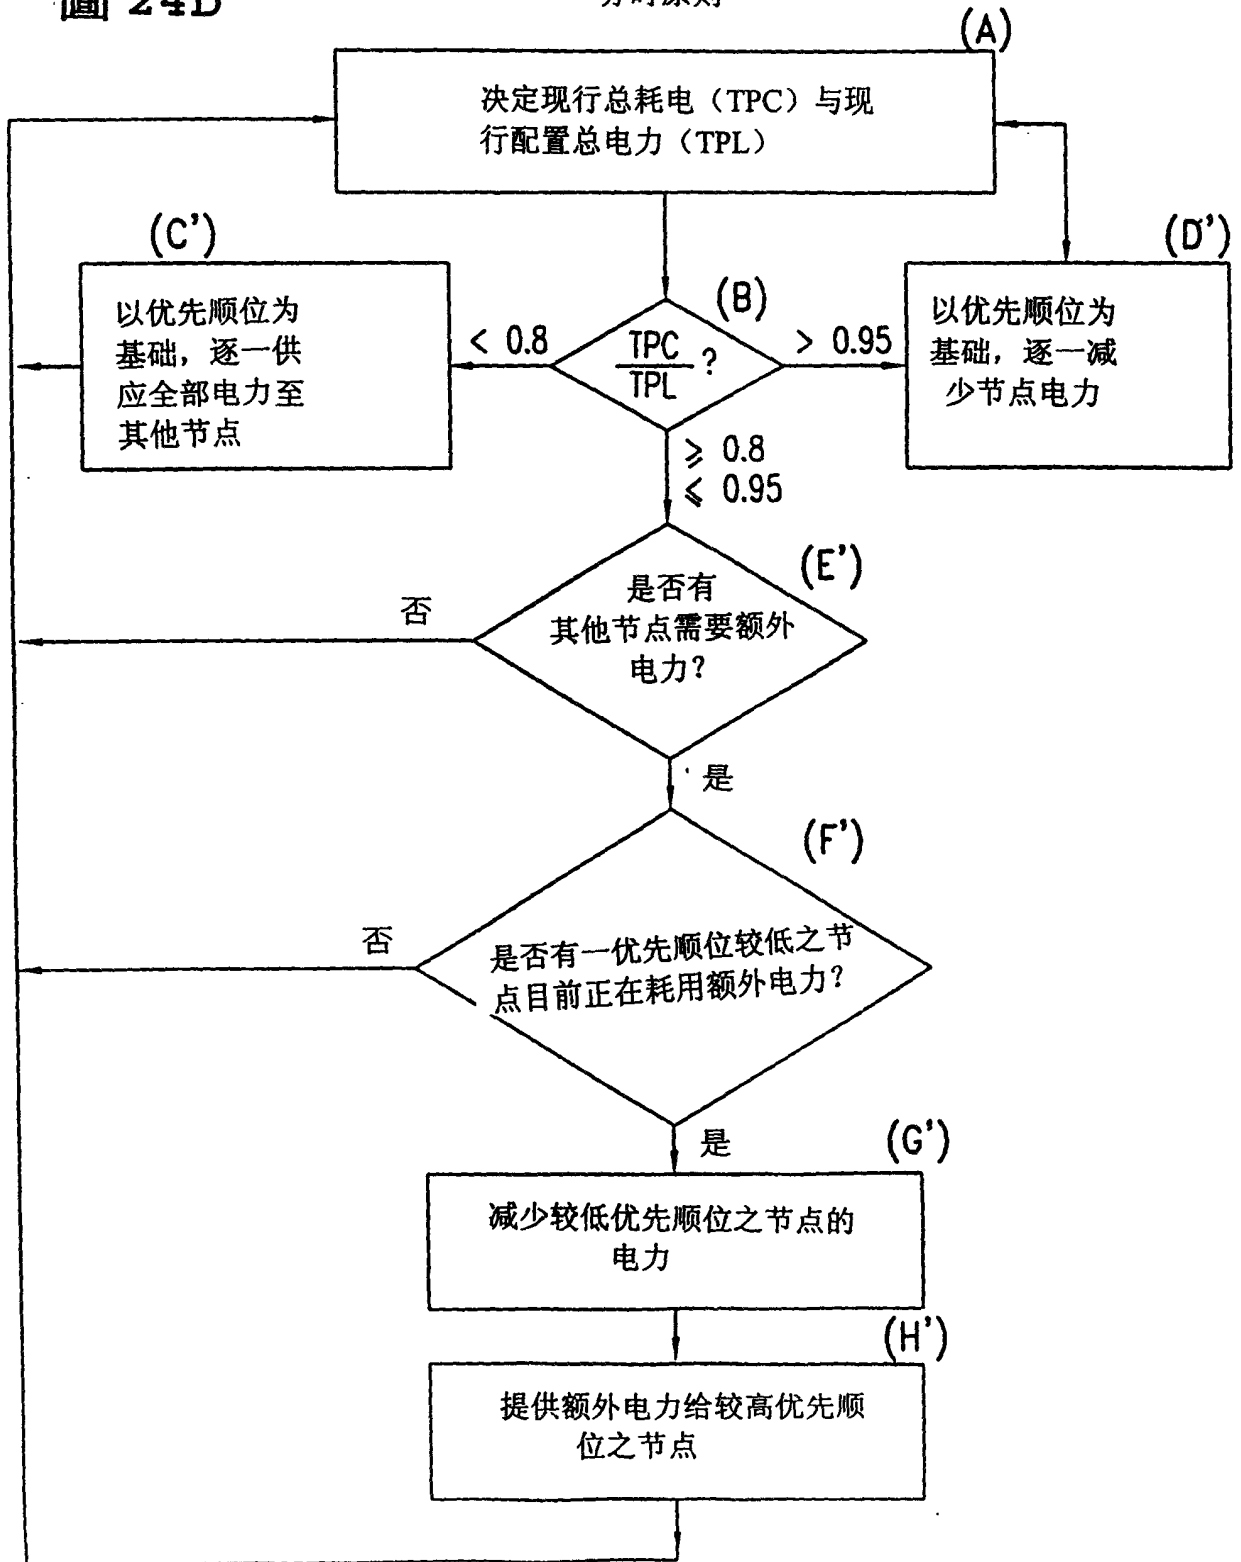 圖 24B
分时原则
(A)
决定现行总耗电（TPC）与现
行配置总电力（TPL）
(C')
以优先顺位为
基础，逐一供
应全部电力至
其他节点
(B)
< 0.8
TPC
TPL
?
> 0.95
(D')
以优先顺位为
基础，逐一减
少节点电力
≥ 0.8
≤ 0.95
(E')
是否有
其他节点需要额外
电力？
否
是
(F')
是否有一优先顺位较低之节
点目前正在耗用额外电力？
否
是
(G')
减少较低优先顺位之节点的
电力
(H')
提供额外电力给较高优先顺
位之节点